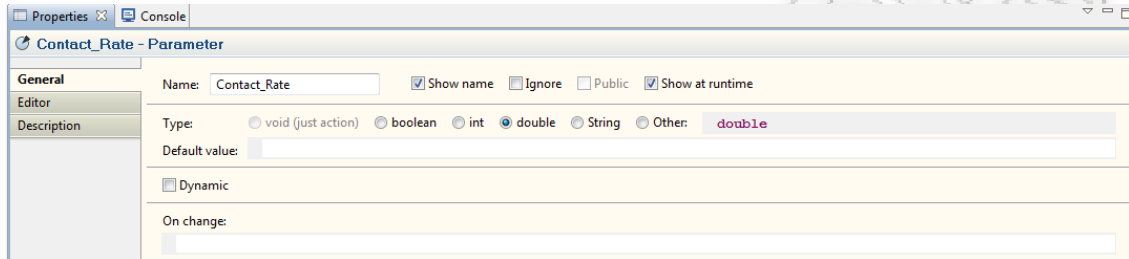 Properties Console
Contact_Rate - Parameter
General
Editor
Description
Name: Contact_Rate Show name Ignore Public Show at runtime
Type: void (just action) boolean int double String Other: double
Default value:
Dynamic
On change: